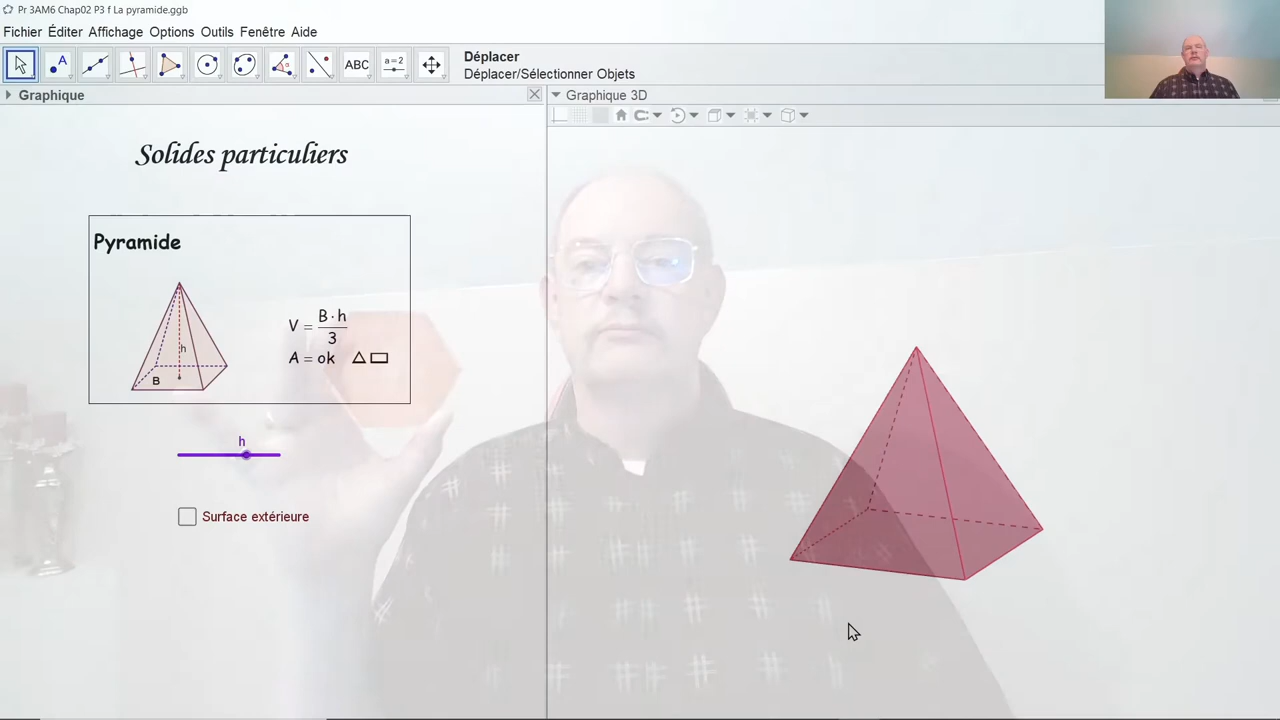 Pr 3AM6 Chap02 P3 f La pyramide.ggb
Fichier Éditer Affichage Options Outils Fenêtre Aide
A
ABC
a=2
Déplacer
Déplacer/Sélectionner Objets
Graphique
Graphique 3D
Solides particuliers
Pyramide
h
B
V = B · h / 3
A = ok
h
Surface extérieure